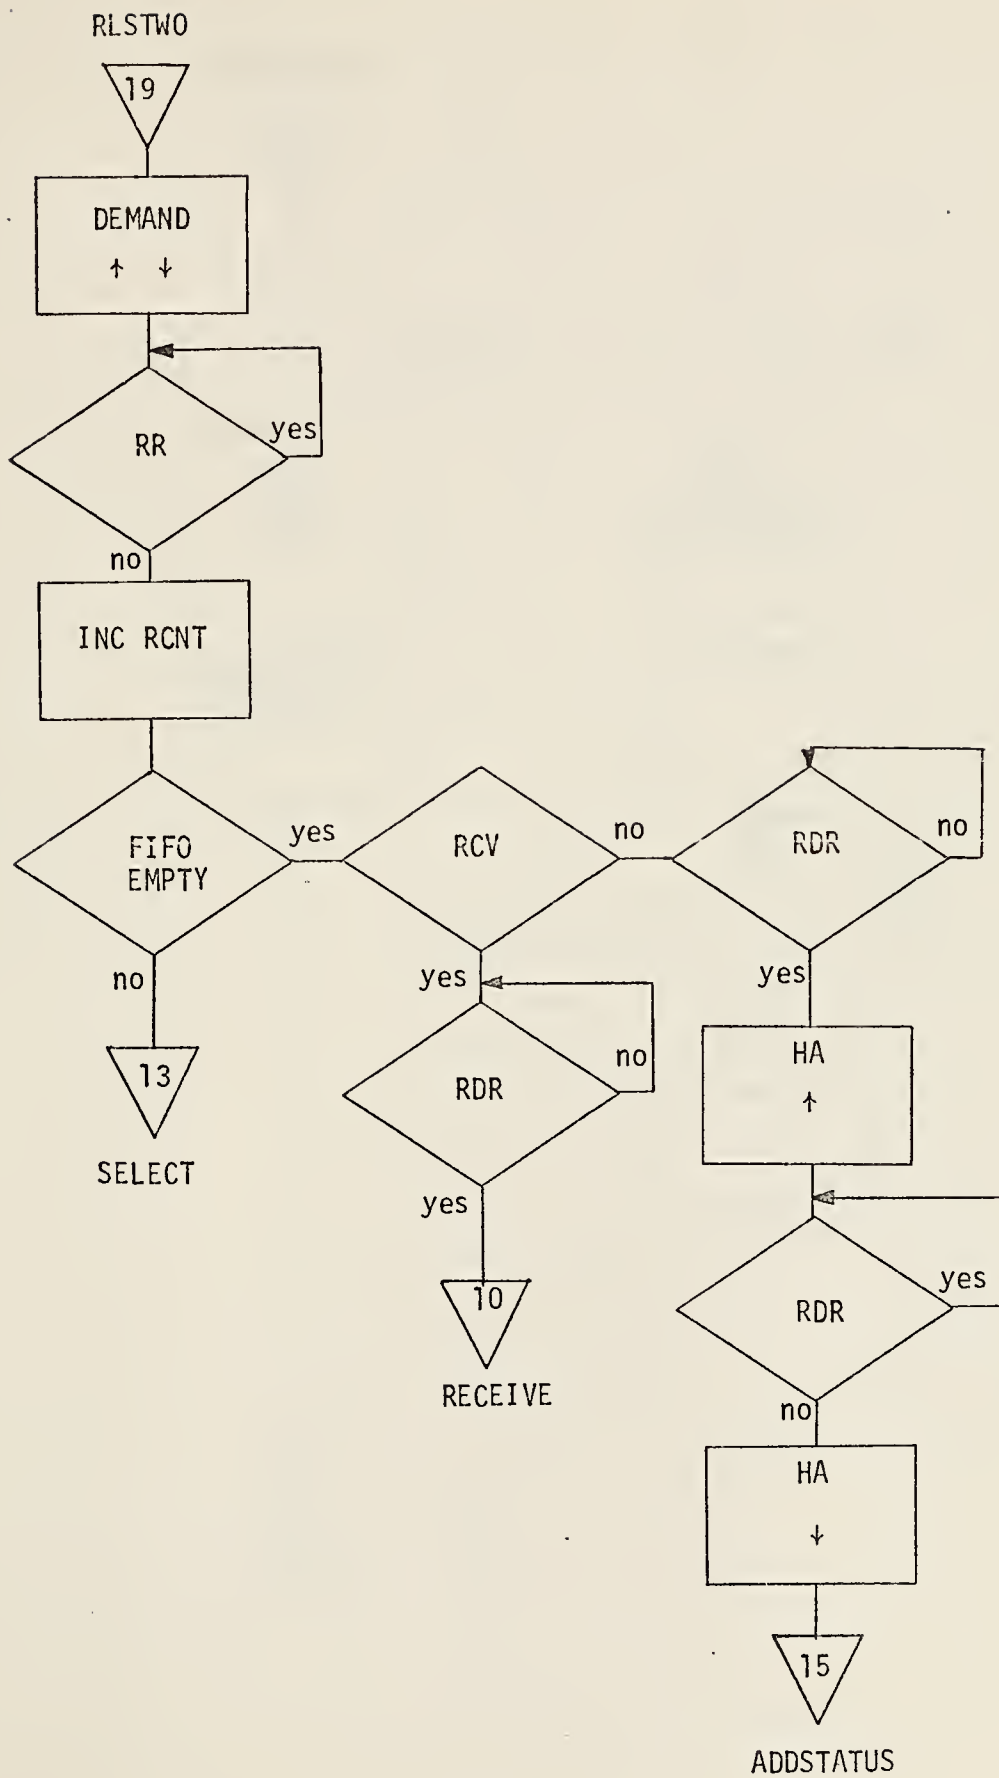 RLSTWO
19
DEMAND
↑ ↓
RR
yes
no
INC RCNT
FIFO
EMPTY
yes
no
13
SELECT
RCV
no
yes
RDR
no
yes
10
RECEIVE
RDR
no
yes
HA
↑
RDR
yes
no
HA
↓
15
ADDSTATUS